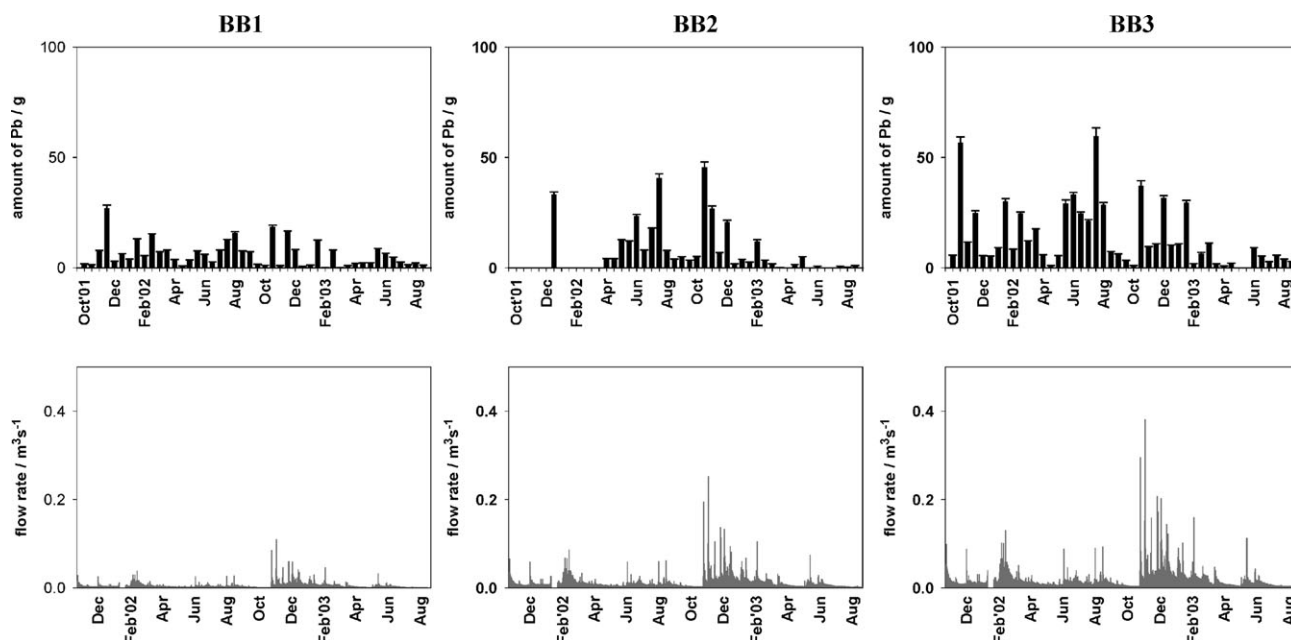 BB1
BB2
BB3
amount of Pb / g
100
50
0
Oct'01 Dec Feb'02 Apr Jun Aug Oct Dec Feb'03 Apr Jun Aug
amount of Pb / g
100
50
0
Oct'01 Dec Feb'02 Apr Jun Aug Oct Dec Feb'03 Apr Jun Aug
amount of Pb / g
100
50
0
Oct'01 Dec Feb'02 Apr Jun Aug Oct Dec Feb'03 Apr Jun Aug
flow rate / m³s⁻¹
0.4
0.2
0.0
Dec Feb'02 Apr Jun Aug Oct Dec Feb'03 Apr Jun Aug
flow rate / m³s⁻¹
0.4
0.2
0.0
Dec Feb'02 Apr Jun Aug Oct Dec Feb'03 Apr Jun Aug
flow rate / m³s⁻¹
0.4
0.2
0.0
Dec Feb'02 Apr Jun Aug Oct Dec Feb'03 Apr Jun Aug